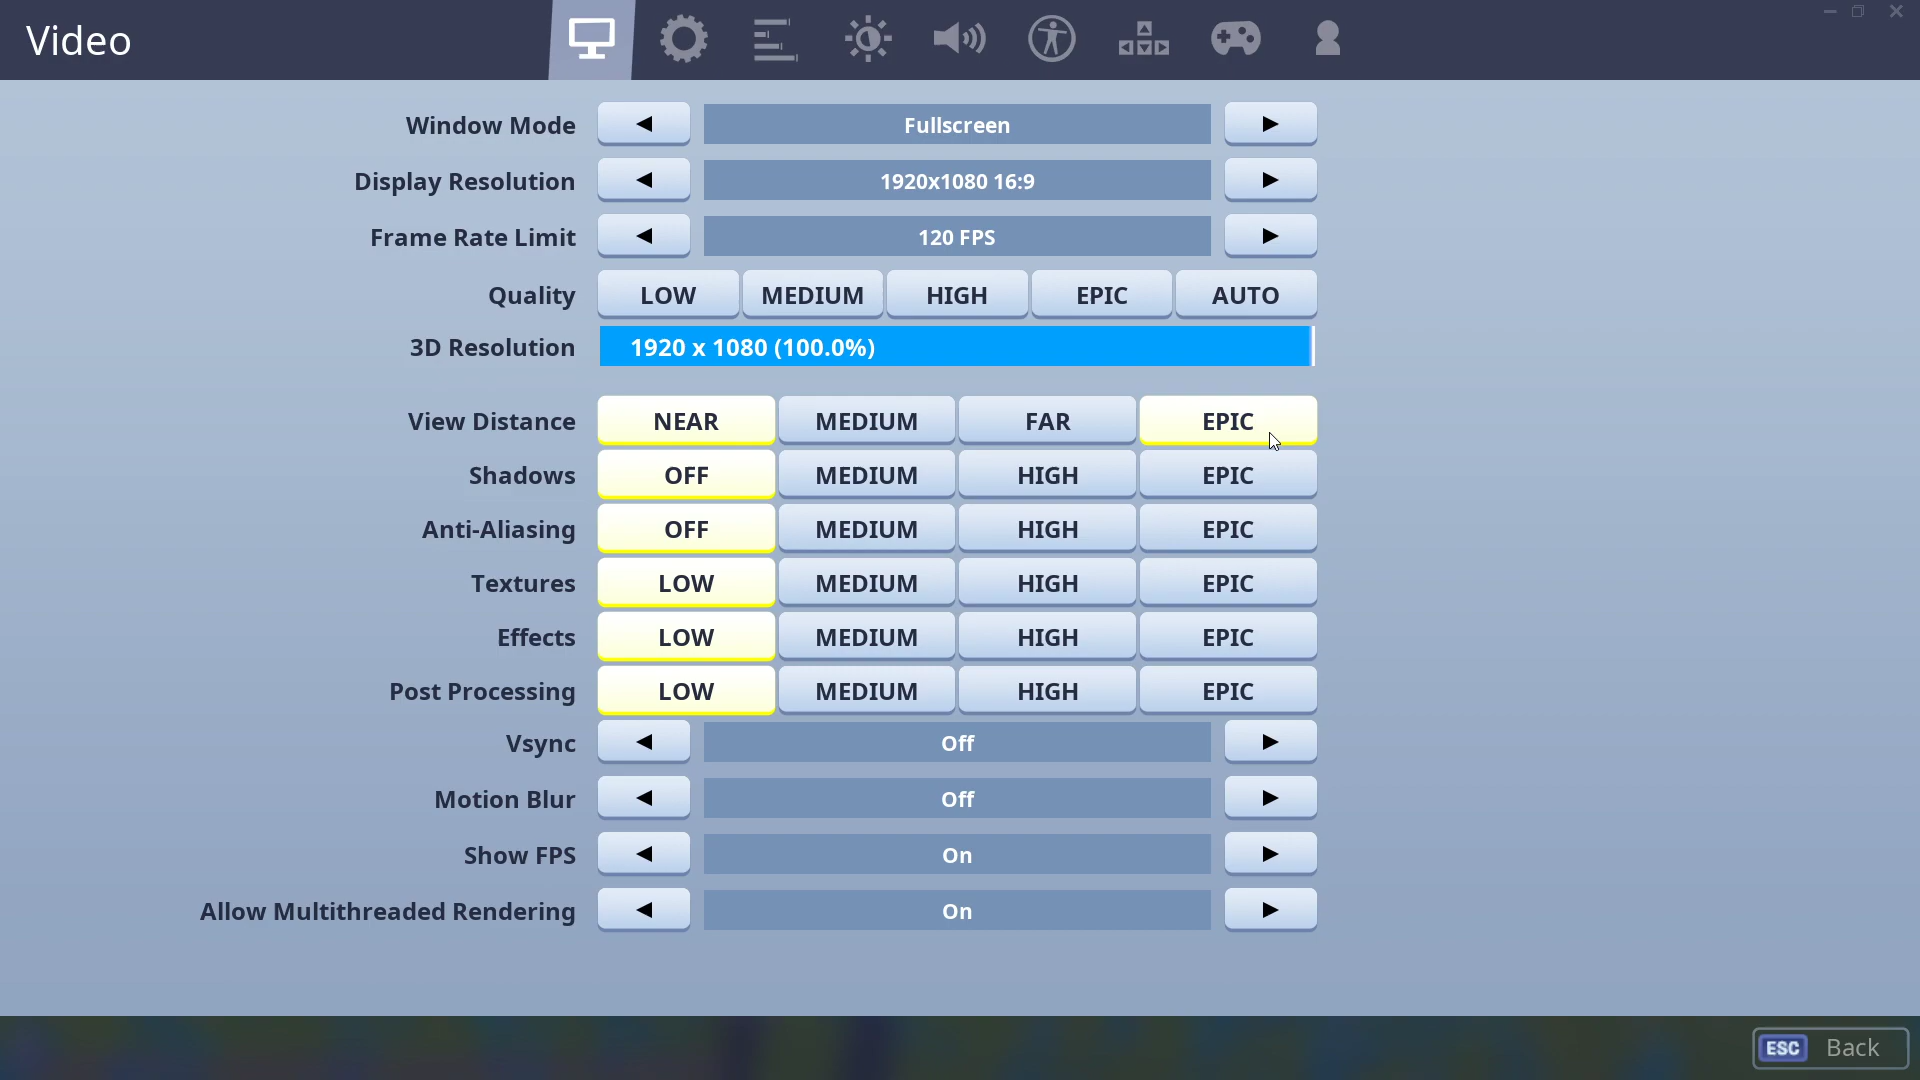 Video
Window Mode Fullscreen
Display Resolution 1920x1080 16:9
Frame Rate Limit 120 FPS
Quality LOW MEDIUM HIGH EPIC AUTO
3D Resolution 1920 x 1080 (100.0%)
View Distance NEAR MEDIUM FAR EPIC
Shadows OFF MEDIUM HIGH EPIC
Anti-Aliasing OFF MEDIUM HIGH EPIC
Textures LOW MEDIUM HIGH EPIC
Effects LOW MEDIUM HIGH EPIC
Post Processing LOW MEDIUM HIGH EPIC
Vsync Off
Motion Blur Off
Show FPS On
Allow Multithreaded Rendering On
ESC Back